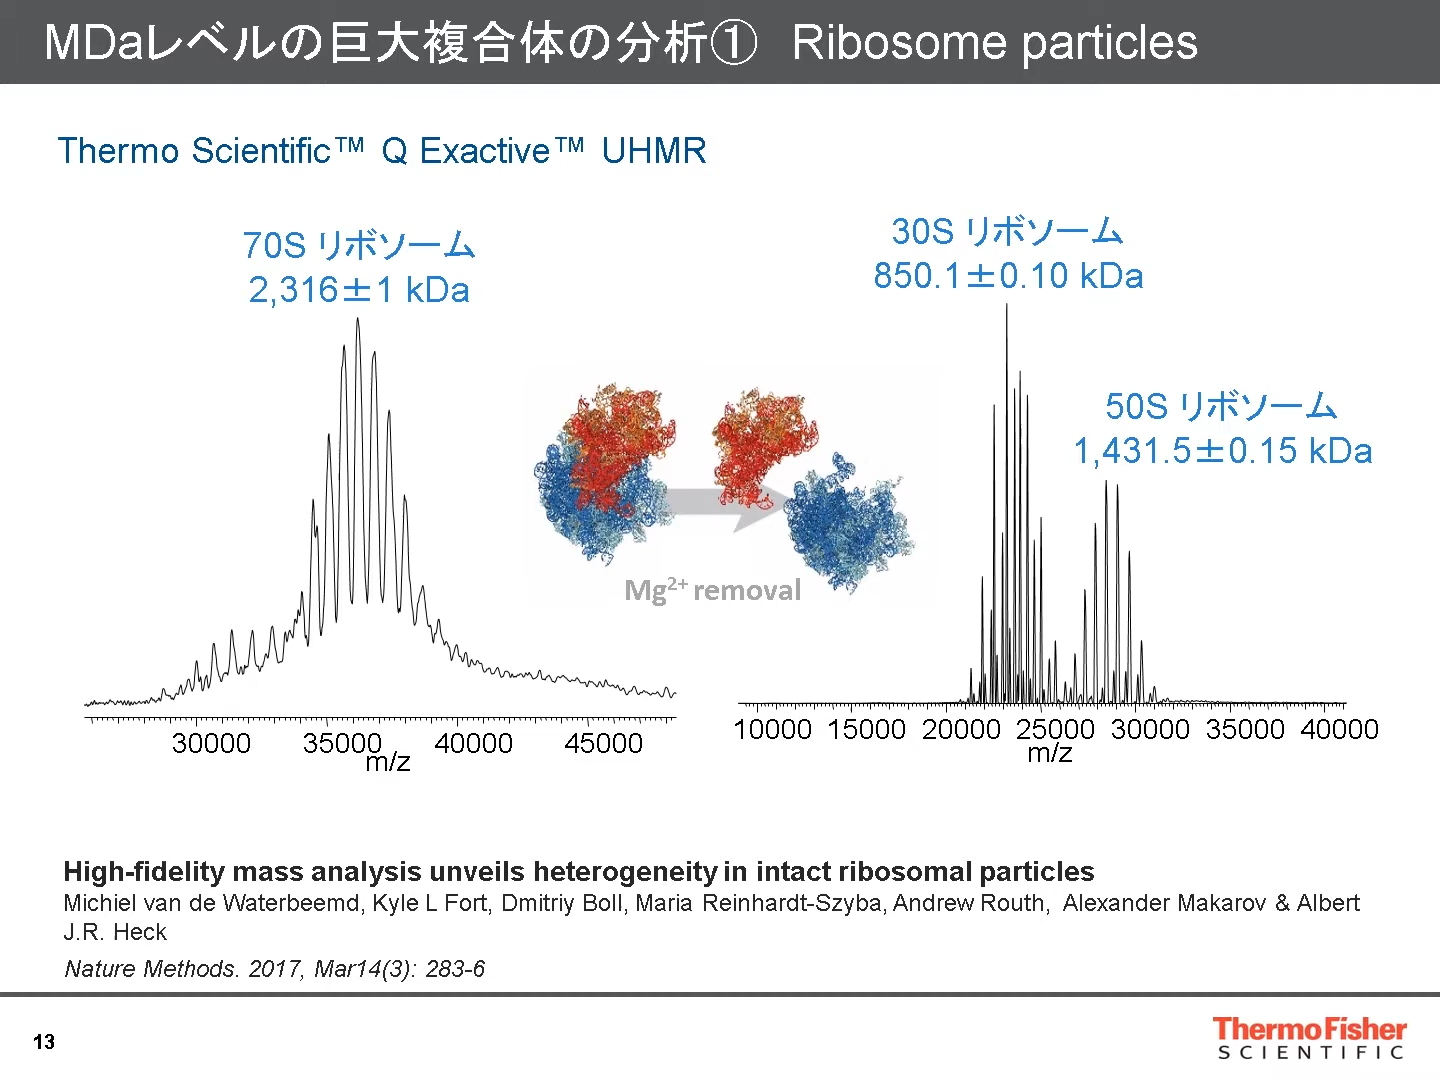 MDaレベルの巨大複合体の分析① Ribosome particles
Thermo Scientific™ Q Exactive™ UHMR
70S リボソーム
2,316±1 kDa
30S リボソーム
850.1±0.10 kDa
50S リボソーム
1,431.5±0.15 kDa
Mg2+ removal
30000 35000 40000 45000
m/z
10000 15000 20000 25000 30000 35000 40000
m/z
High-fidelity mass analysis unveils heterogeneity in intact ribosomal particles
Michiel van de Waterbeemd, Kyle L Fort, Dmitriy Boll, Maria Reinhardt-Szyba, Andrew Routh, Alexander Makarov & Albert
J.R. Heck
Nature Methods. 2017, Mar14(3): 283-6
13
ThermoFisher
SCIENTIFIC